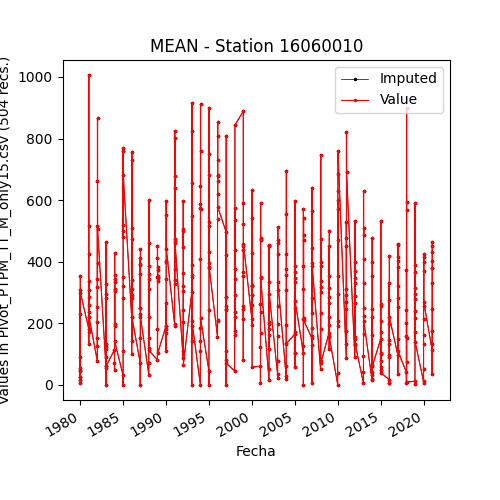 MEAN - Station 16060010
Imputed
Value
Values in Pivot_PTPM_TT_M_only15.csv (504 recs.)
1000
800
600
400
200
0
1980 1985 1990 1995 2000 2005 2010 2015 2020
Fecha